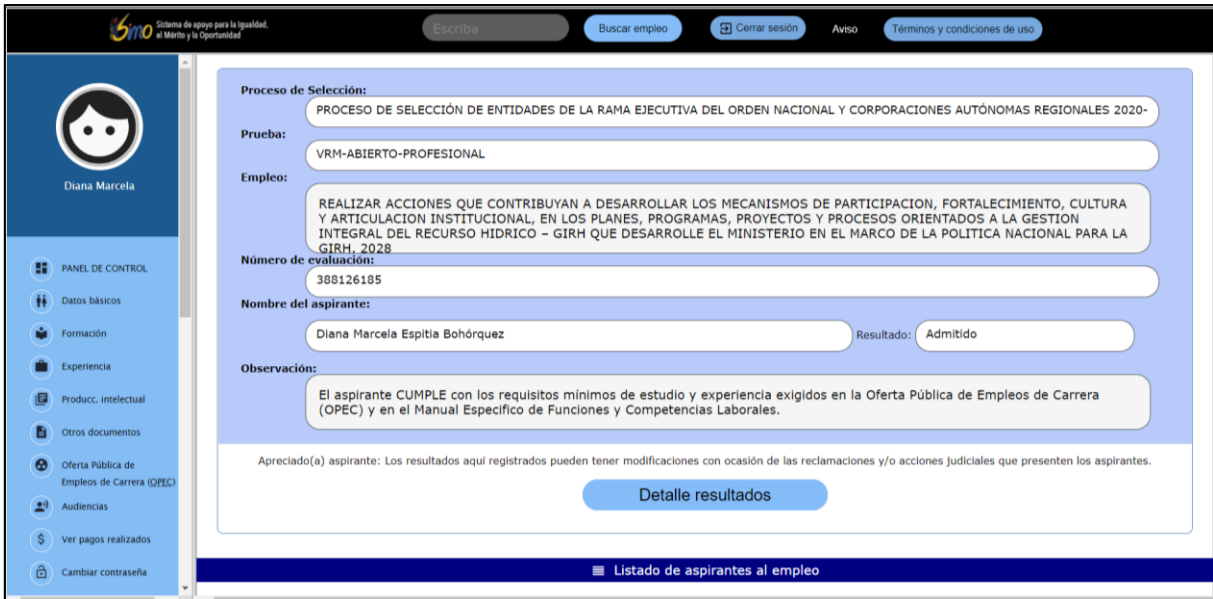 Simo Sistema de apoyo para la Igualdad,
el Mérito y la Oportunidad
Escriba
Buscar empleo
Cerrar sesión
Aviso
Términos y condiciones de uso
Diana Marcela
PANEL DE CONTROL
Datos básicos
Formación
Experiencia
Producc. intelectual
Otros documentos
Oferta Pública de
Empleos de Carrera (OPEC)
Audiencias
Ver pagos realizados
Cambiar contraseña
Proceso de Selección:
PROCESO DE SELECCIÓN DE ENTIDADES DE LA RAMA EJECUTIVA DEL ORDEN NACIONAL Y CORPORACIONES AUTÓNOMAS REGIONALES 2020-
Prueba:
VRM-ABIERTO-PROFESIONAL
Empleo:
REALIZAR ACCIONES QUE CONTRIBUYAN A DESARROLLAR LOS MECANISMOS DE PARTICIPACION, FORTALECIMIENTO, CULTURA
Y ARTICULACION INSTITUCIONAL, EN LOS PLANES, PROGRAMAS, PROYECTOS Y PROCESOS ORIENTADOS A LA GESTION
INTEGRAL DEL RECURSO HIDRICO – GIRH QUE DESARROLLE EL MINISTERIO EN EL MARCO DE LA POLITICA NACIONAL PARA LA
GIRH. 2028
Número de evaluación:
388126185
Nombre del aspirante:
Diana Marcela Espitia Bohórquez
Resultado:
Admitido
Observación:
El aspirante CUMPLE con los requisitos mínimos de estudio y experiencia exigidos en la Oferta Pública de Empleos de Carrera
(OPEC) y en el Manual Especifico de Funciones y Competencias Laborales.
Apreciado(a) aspirante: Los resultados aquí registrados pueden tener modificaciones con ocasión de las reclamaciones y/o acciones judiciales que presenten los aspirantes.
Detalle resultados
Listado de aspirantes al empleo